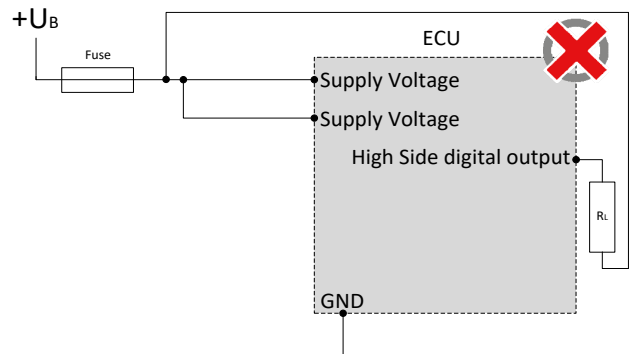 +UB
Fuse
ECU
Supply Voltage
Supply Voltage
High Side digital output
RL
GND